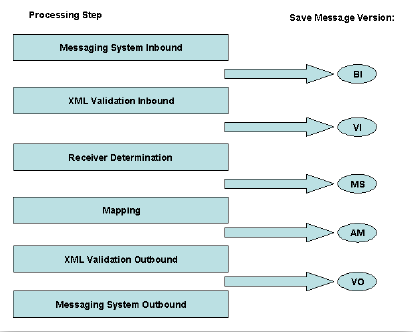 Processing Step
Save Message Version:
Messaging System Inbound
BI
XML Validation Inbound
VI
Receiver Determination
MS
Mapping
AM
XML Validation Outbound
VO
Messaging System Outbound